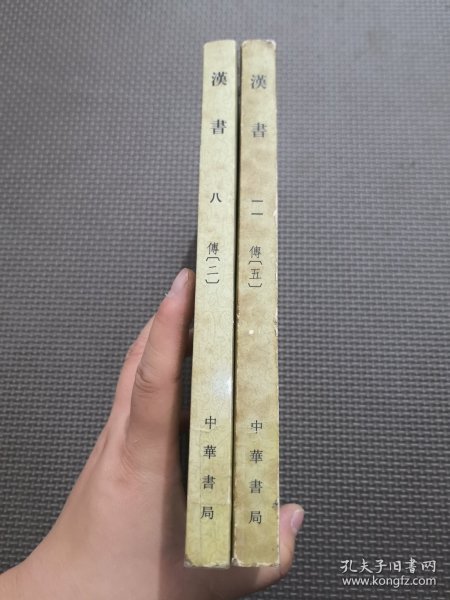 漢書 八 傳〔二〕 中華書局
漢書 一一 傳〔五〕 中華書局
孔夫子旧书网
www.kongfz.com